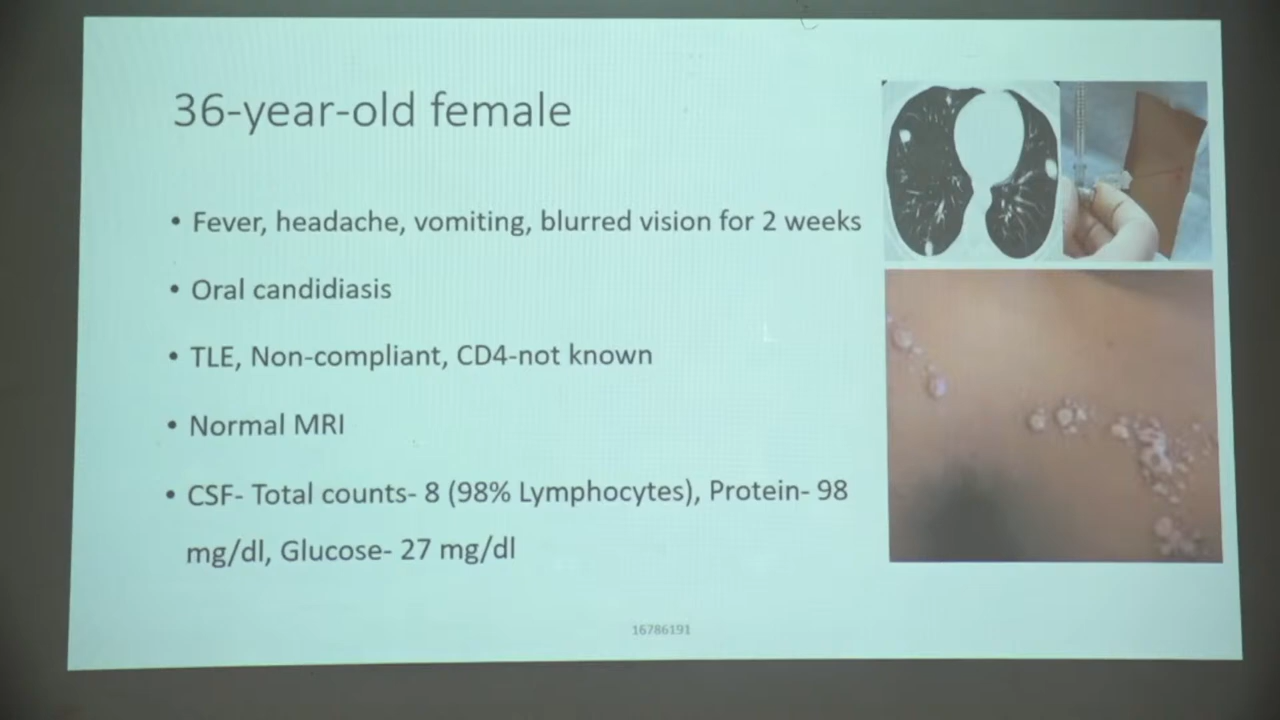 36-year-old female
• Fever, headache, vomiting, blurred vision for 2 weeks
• Oral candidiasis
• TLE, Non-compliant, CD4-not known
• Normal MRI
• CSF- Total counts- 8 (98% Lymphocytes), Protein- 98
mg/dl, Glucose- 27 mg/dl
16786191